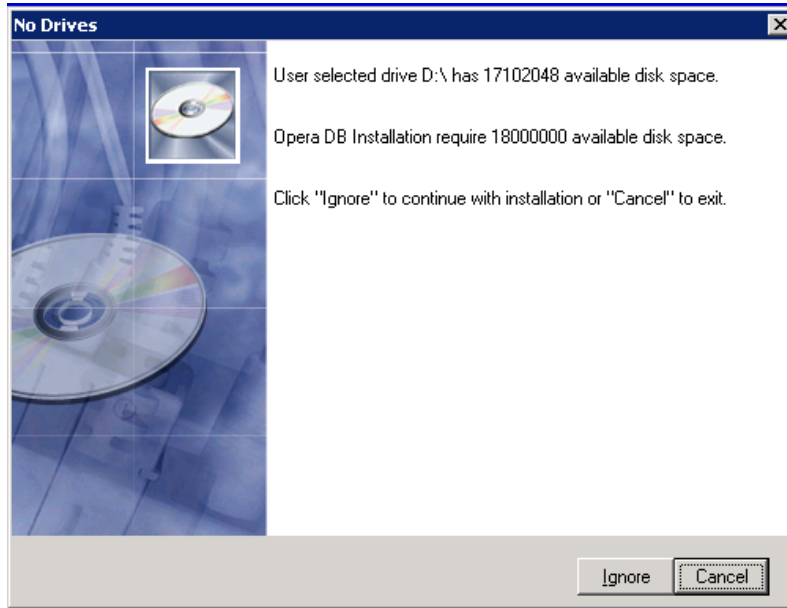 No Drives
User selected drive D:\ has 17102048 available disk space.
Opera DB Installation require 18000000 available disk space.
Click "Ignore" to continue with installation or "Cancel" to exit.
Ignore
Cancel